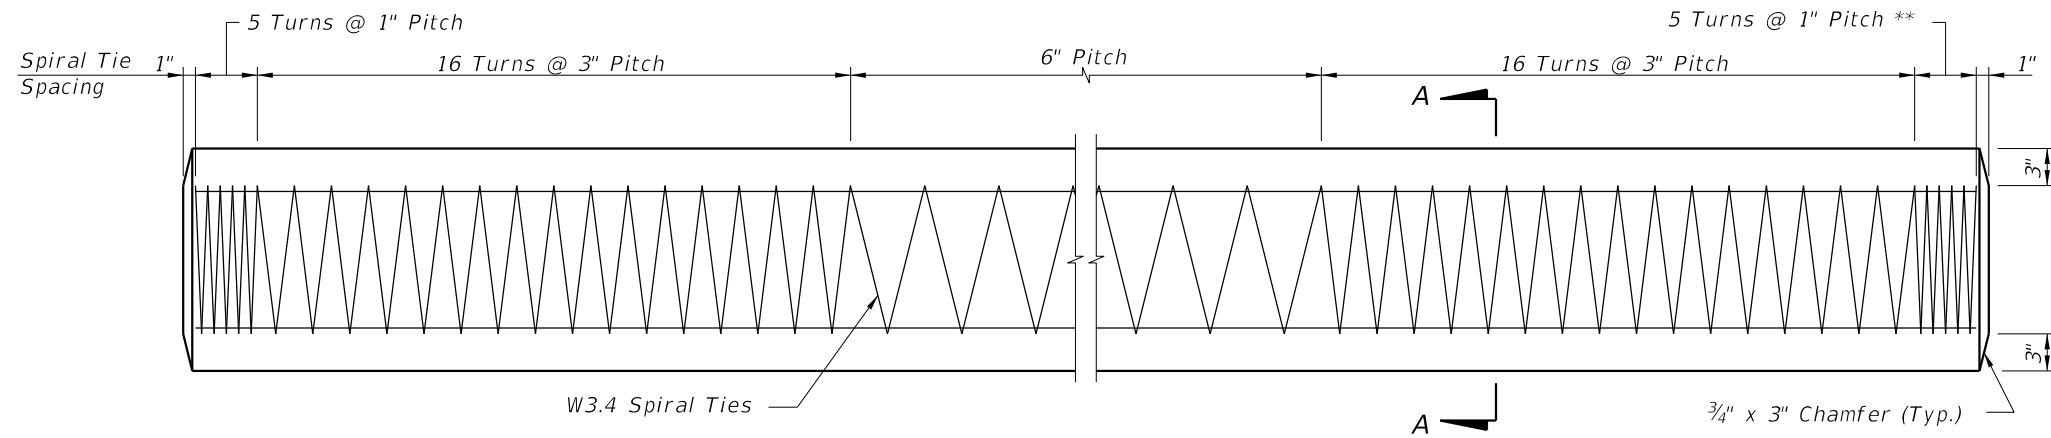 5 Turns @ 1" Pitch
5 Turns @ 1" Pitch **
Spiral Tie
Spacing
1"
16 Turns @ 3" Pitch
6" Pitch
16 Turns @ 3" Pitch
1"
A
3"
3"
W3.4 Spiral Ties
A
¾" x 3" Chamfer (Typ.)